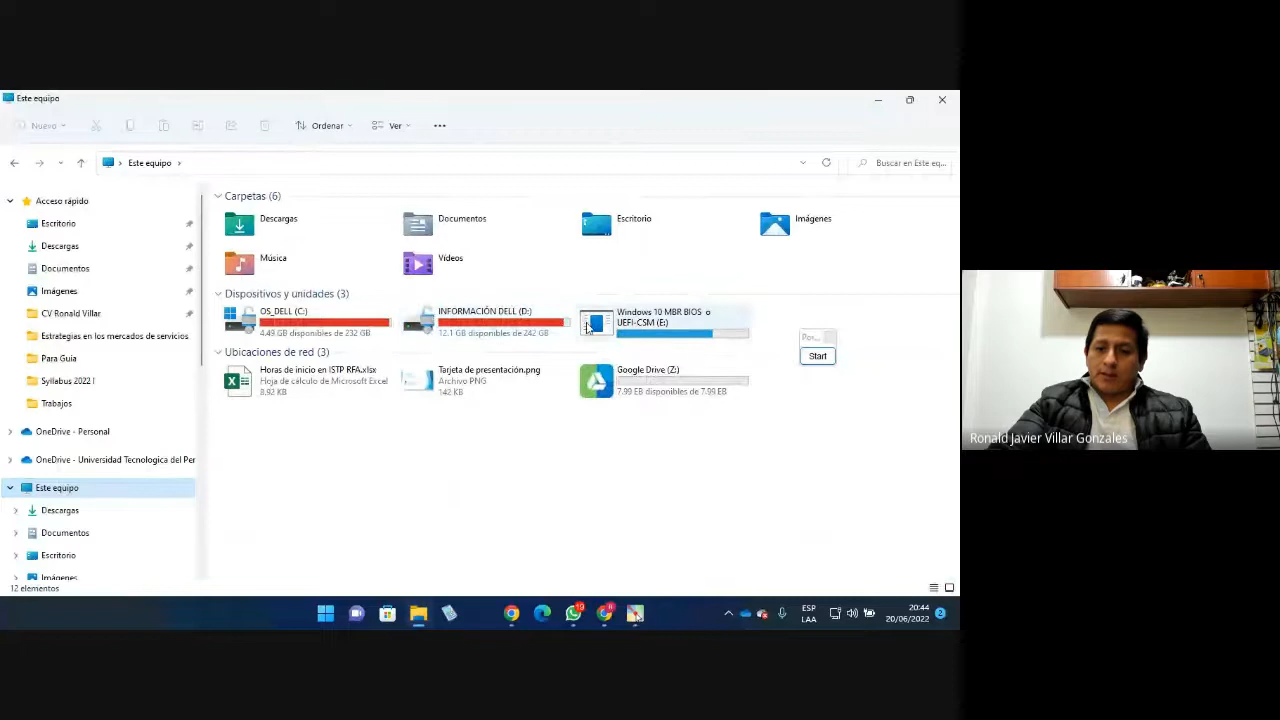 Este equipo
Nuevo
Ordenar
Ver
Este equipo
Buscar en Este eq...
Acceso rápido
Escritorio
Descargas
Documentos
Imágenes
CV Ronald Villar
Estrategias en los mercados de servicios
Para Guia
Syllabus 2022 I
Trabajos
OneDrive - Personal
OneDrive - Universidad Tecnologica del Per
Este equipo
Descargas
Documentos
Escritorio
Imágenes
12 elementos
Carpetas (6)
Descargas
Documentos
Escritorio
Imágenes
Música
Vídeos
Dispositivos y unidades (3)
OS_DELL (C:)
4.49 GB disponibles de 232 GB
INFORMACIÓN DELL (D:)
12.1 GB disponibles de 242 GB
Windows 10 MBR BIOS o
UEFI-CSM (E:)
Ubicaciones de red (3)
Horas de inicio en ISTP RFA.xlsx
Hoja de cálculo de Microsoft Excel
8.92 KB
Tarjeta de presentación.png
Archivo PNG
142 KB
Google Drive (Z:)
7.99 EB disponibles de 7.99 EB
Por...
Start
19
ESP
LAA
20:44
20/06/2022
2
Ronald Javier Villar Gonzales